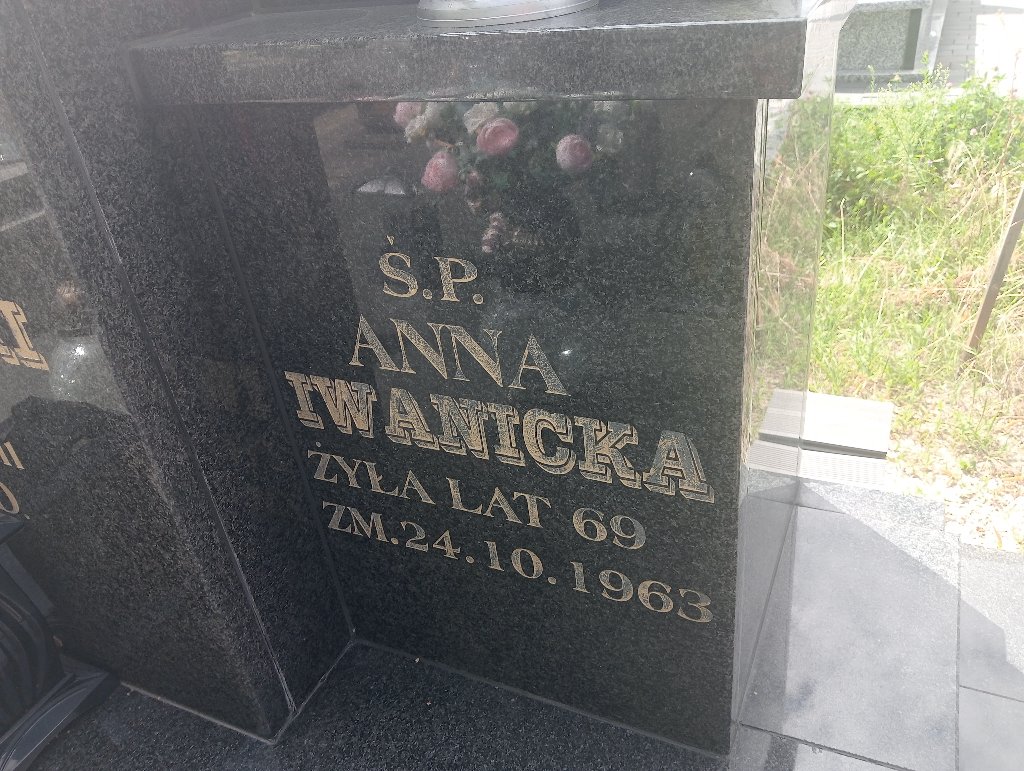 Ś.P.
ANNA
IWANICKA
ŻYŁA LAT 69
ZM.24.10.1963